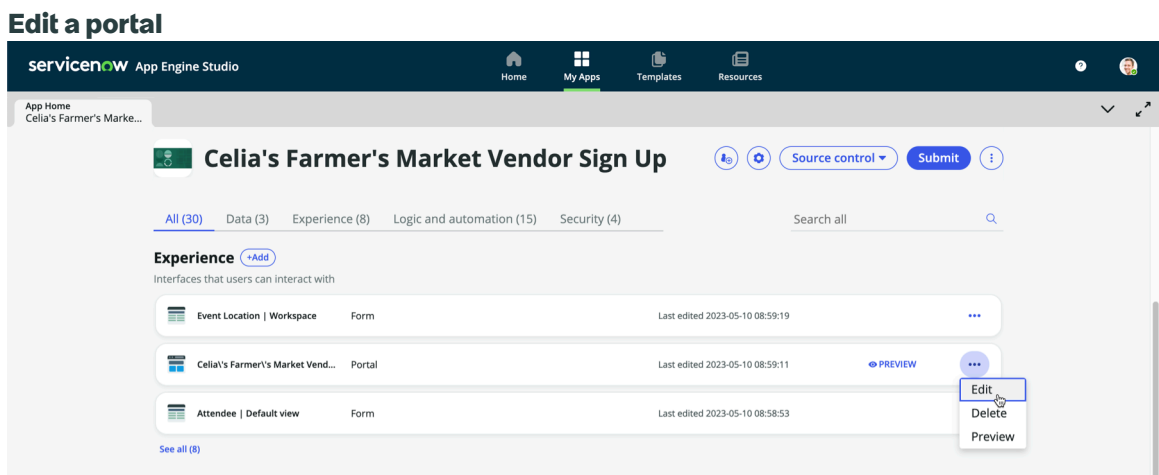 Edit a portal
servicenow App Engine Studio
Home
My Apps
Templates
Resources
?
App Home
Celia's Farmer's Marke...
Celia's Farmer's Market Vendor Sign Up
Source control
Submit
All (30)
Data (3)
Experience (8)
Logic and automation (15)
Security (4)
Search all
Experience +Add
Interfaces that users can interact with
Event Location | Workspace Form Last edited 2023-05-10 08:59:19
Celia\'s Farmer\'s Market Vend... Portal Last edited 2023-05-10 08:59:11 PREVIEW
Edit
Attendee | Default view Form Last edited 2023-05-10 08:58:53
Delete
Preview
See all (8)